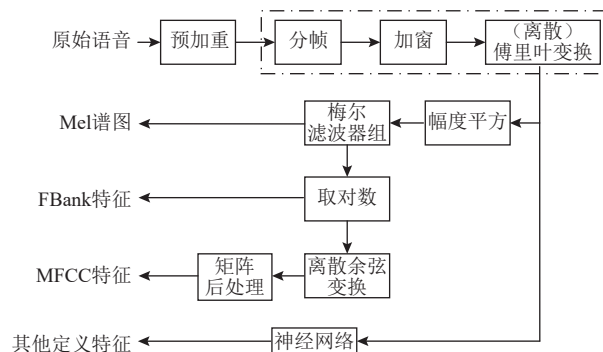 原始语音
预加重
分帧
加窗
（离散）
傅里叶变换
Mel谱图
梅尔
滤波器组
幅度平方
FBank特征
取对数
MFCC特征
矩阵
后处理
离散余弦
变换
其他定义特征
神经网络